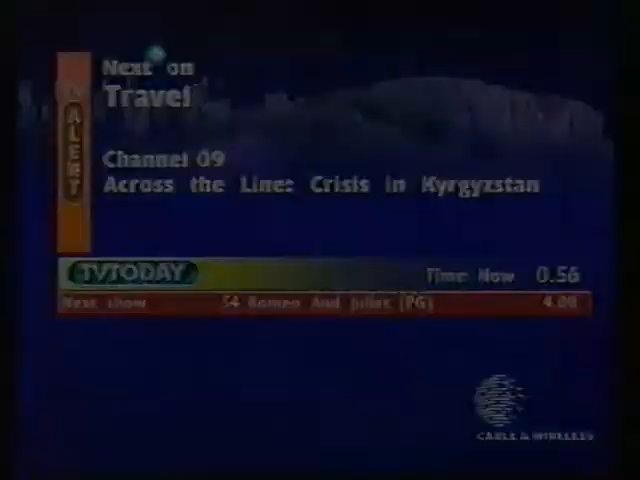 Next on
Travel
TV
ALERT
Channel 09
Across the Line: Crisis in Kyrgyzstan
TVTODAY
Time Now 0.56
Next show 54 Romeo And Juliet (PG) 4.00
CABLE & WIRELESS